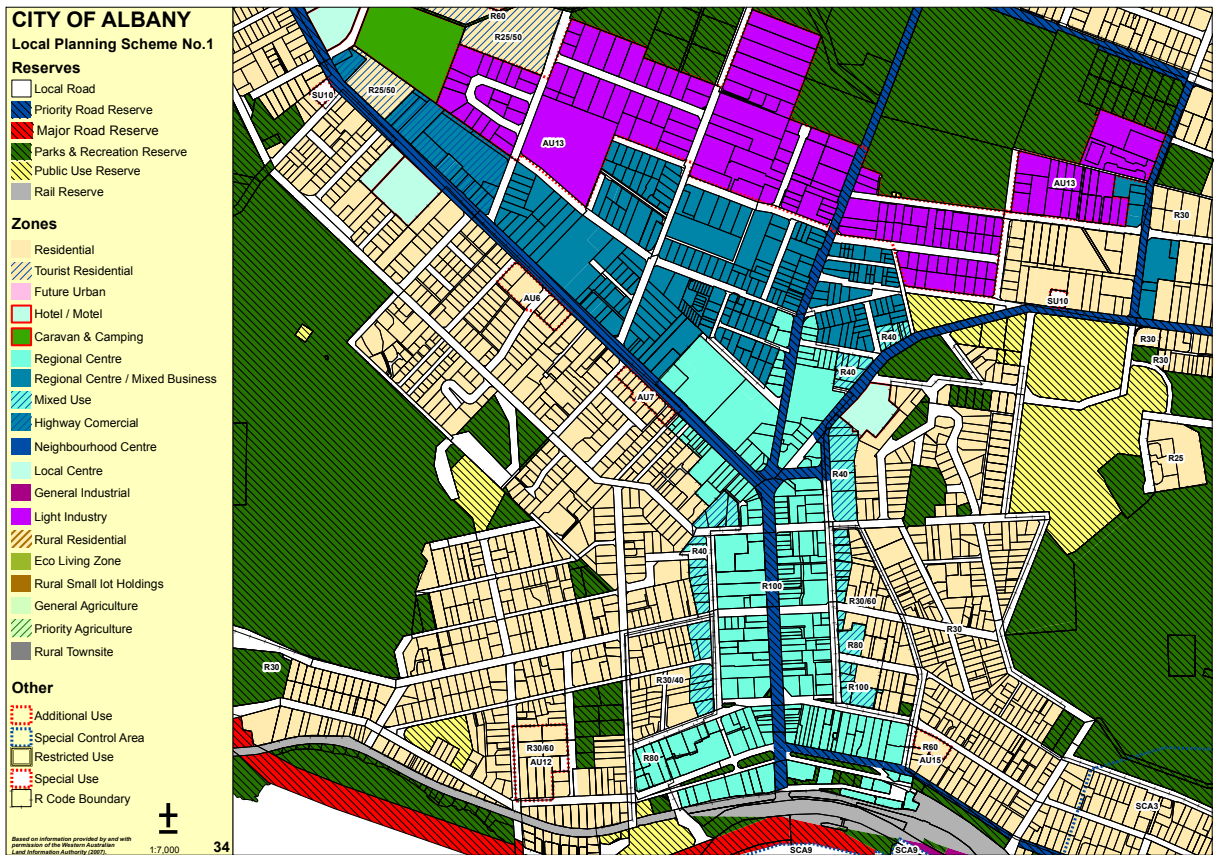 CITY OF ALBANY
Local Planning Scheme No.1
Reserves
Local Road
Priority Road Reserve
Major Road Reserve
Parks & Recreation Reserve
Public Use Reserve
Rail Reserve
Zones
Residential
Tourist Residential
Future Urban
Hotel / Motel
Caravan & Camping
Regional Centre
Regional Centre / Mixed Business
Mixed Use
Highway Comercial
Neighbourhood Centre
Local Centre
General Industrial
Light Industry
Rural Residential
Eco Living Zone
Rural Small lot Holdings
General Agriculture
Priority Agriculture
Rural Townsite
Other
Additional Use
Special Control Area
Restricted Use
Special Use
R Code Boundary
Based on information provided by and with
permission of the Western Australian
Land Information Authority (2007).
1:7,000
34
R60
R25/50
R25/50
SU10
AU13
AU13
R30
AU6
SU10
R40
R30
R30
R40
AU7
R25
R40
R40
R100
R30/60
R30
R80
R30
R30/40
R100
R30/60
AU12
R80
R60
AU15
SCA3
SCA9
SCA9